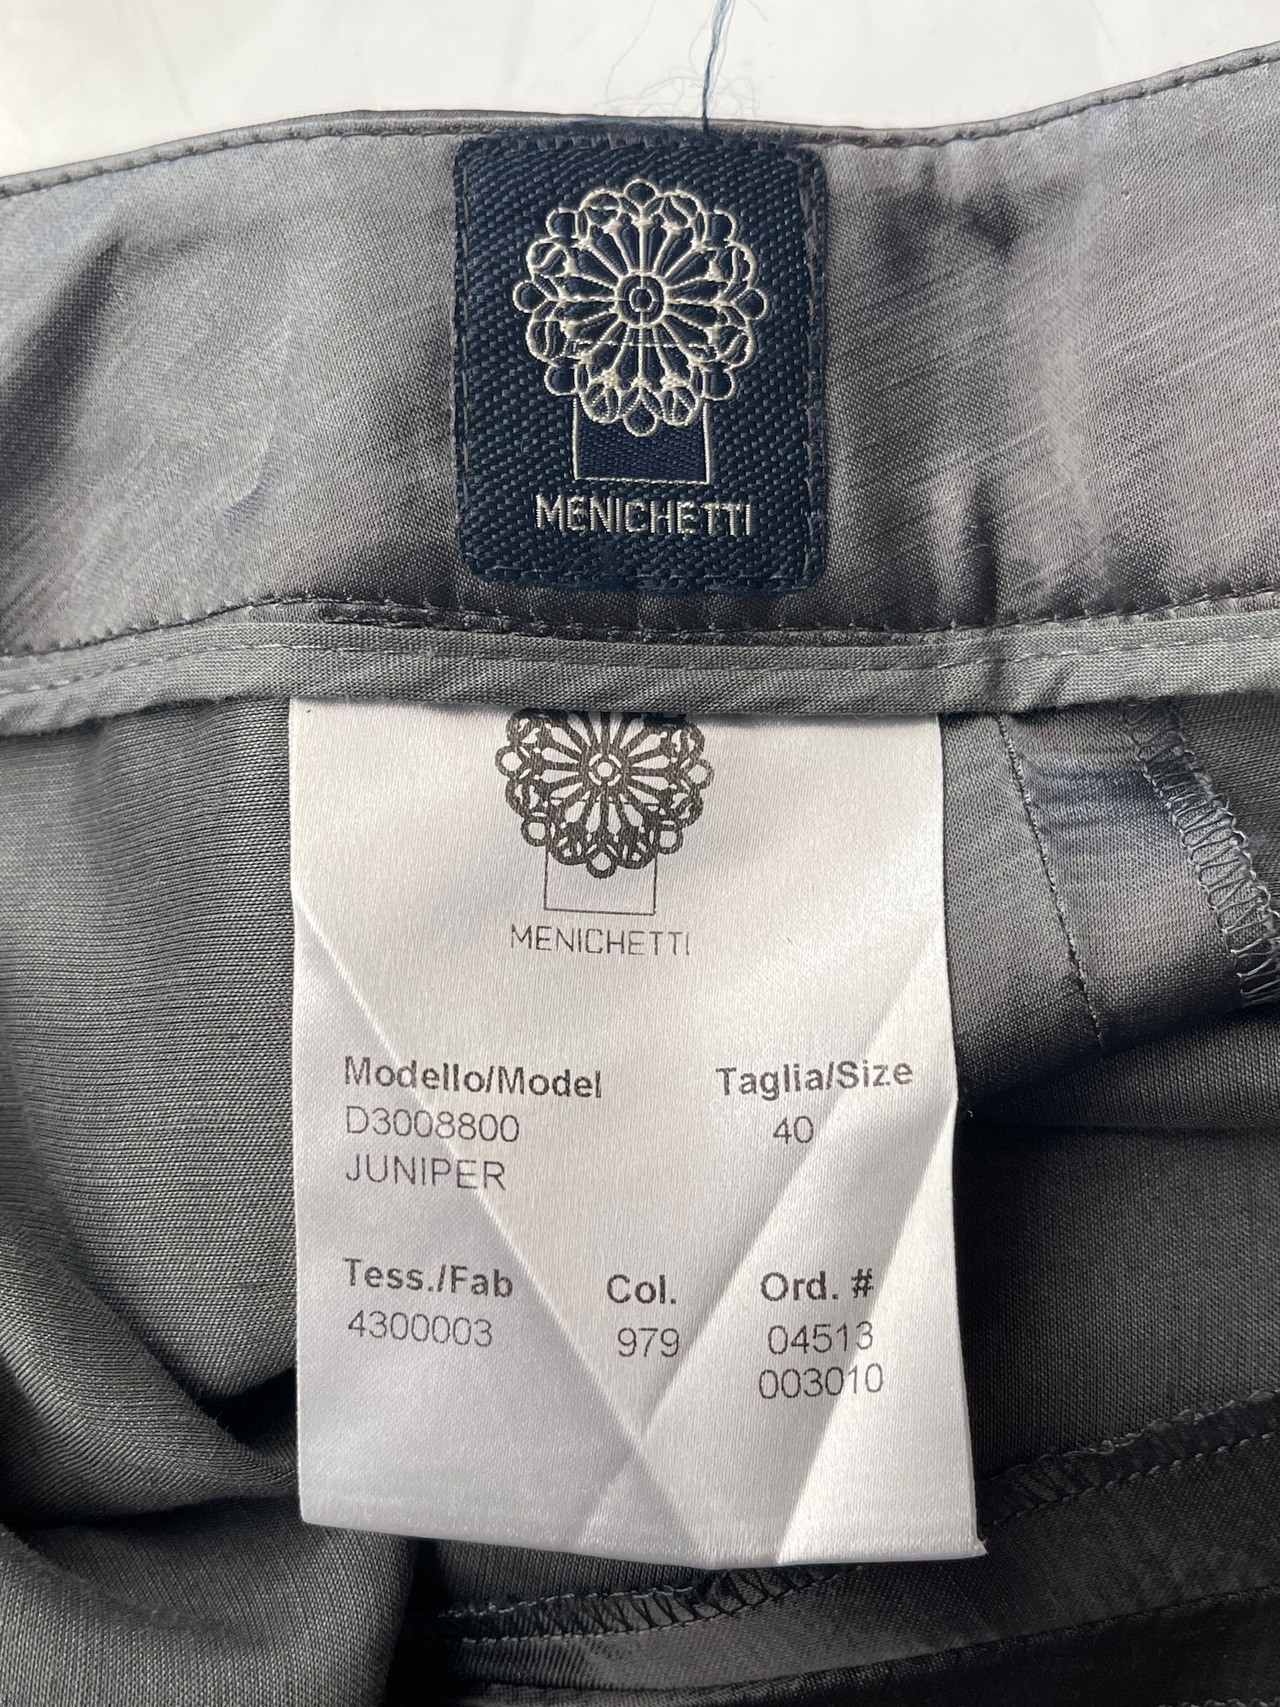 MENICHETTI
MENICHETTI
Modello/Model
D3008800
JUNIPER
Taglia/Size
40
Tess./Fab
4300003
Col.
979
Ord. #
04513
003010